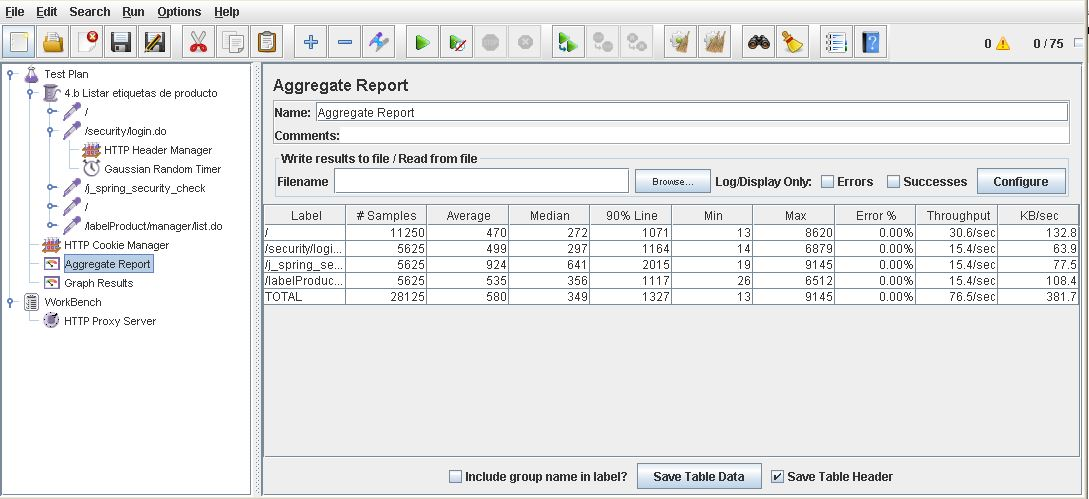 File Edit Search Run Options Help
0 0 / 75
Test Plan
4.b Listar etiquetas de producto
/
/security/login.do
HTTP Header Manager
Gaussian Random Timer
/j_spring_security_check
/
/labelProduct/manager/list.do
HTTP Cookie Manager
Aggregate Report
Graph Results
WorkBench
HTTP Proxy Server
Aggregate Report
Name: Aggregate Report
Comments:
Write results to file / Read from file
Filename Browse... Log/Display Only: Errors Successes Configure
Label # Samples Average Median 90% Line Min Max Error % Throughput KB/sec
/ 11250 470 272 1071 13 8620 0.00% 30.6/sec 132.8
/security/logi... 5625 499 297 1164 14 6879 0.00% 15.4/sec 63.9
/j_spring_se... 5625 924 641 2015 19 9145 0.00% 15.4/sec 77.5
/labelProduc... 5625 535 356 1117 26 6512 0.00% 15.4/sec 108.4
TOTAL 28125 580 349 1327 13 9145 0.00% 76.5/sec 381.7
Include group name in label? Save Table Data Save Table Header